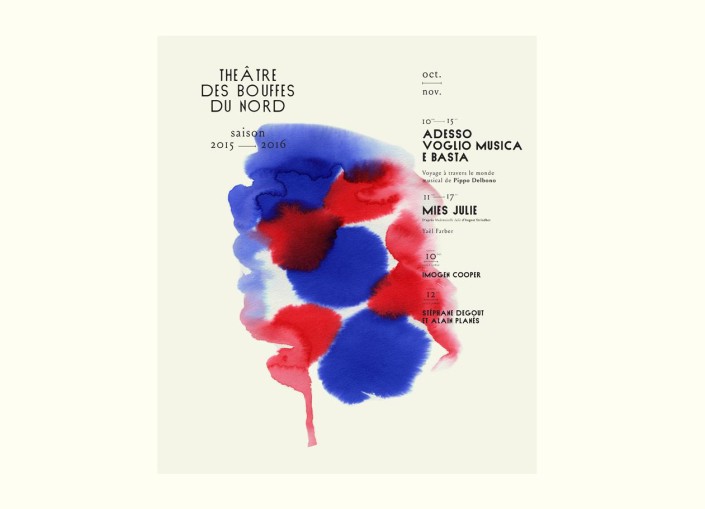 THEÂTRE
DES BOUFFES
DU NORD
saison
2015 — 2016
oct.
nov.
10 — 15
ADESSO
VOGLIO MUSICA
E BASTA
Voyage à travers le monde
musical de Pippo Delbono
11 — 17
MIES JULIE
Yaël Farber
10
IMOGEN COOPER
12
STÉPHANE DEGOUT
ET ALAIN PLANÈS